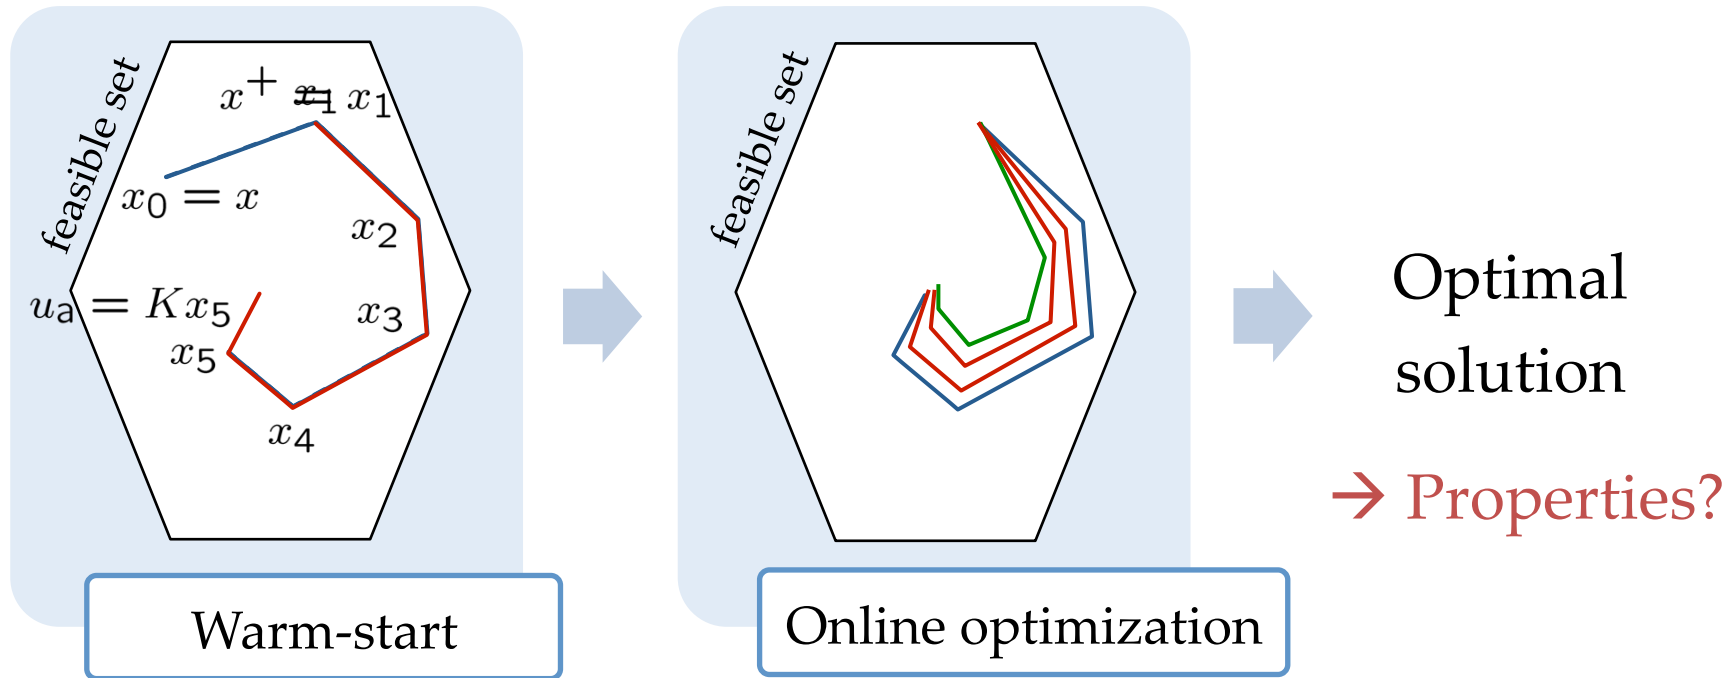 feasible set
x⁺ = x₁
x₀ = x
x₂
uₐ = Kx₅
x₃
x₅
x₄
Warm-start
feasible set
Online optimization
Optimal
solution
→ Properties?